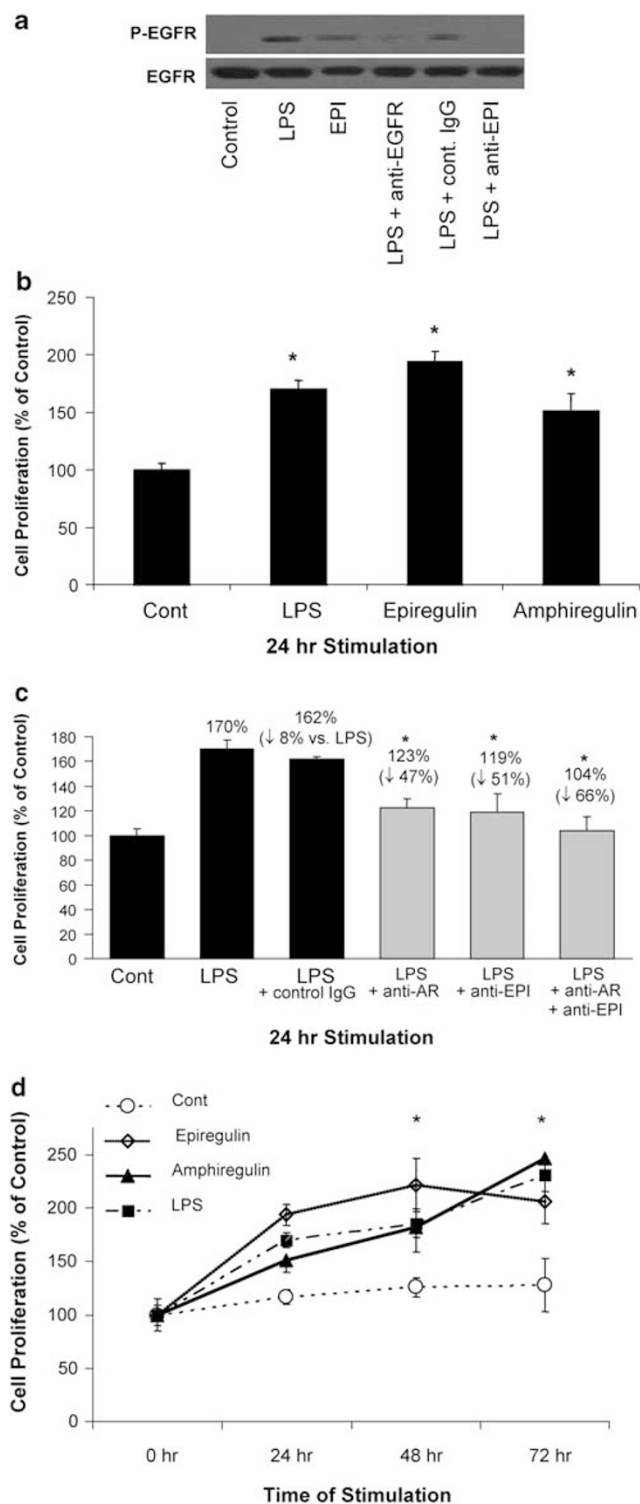 a
P-EGFR
EGFR
Control
LPS
EPI
LPS + anti-EGFR
LPS + cont. IgG
LPS + anti-EPI
b
Cell Proliferation (% of Control)
250
200
150
100
50
0
*
*
*
Cont
LPS
Epiregulin
Amphiregulin
24 hr Stimulation
c
Cell Proliferation (% of Control)
180
160
140
120
100
80
60
40
20
0
170%
162%
(↓ 8% vs. LPS)
*
123%
(↓ 47%)
*
119%
(↓ 51%)
*
104%
(↓ 66%)
Cont
LPS
LPS
+ control IgG
LPS
+ anti-AR
LPS
+ anti-EPI
LPS
+ anti-AR
+ anti-EPI
24 hr Stimulation
d
Cell Proliferation (% of Control)
Cont
Epiregulin
Amphiregulin
LPS
*
*
250
200
150
100
50
0
0 hr
24 hr
48 hr
72 hr
Time of Stimulation